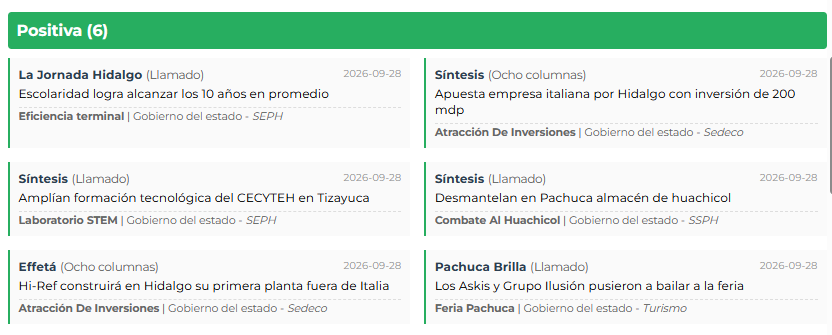 Positiva (6)
La Jornada Hidalgo (Llamado) 2026-09-28
Escolaridad logra alcanzar los 10 años en promedio
Eficiencia terminal | Gobierno del estado - SEPH
Síntesis (Ocho columnas) 2026-09-28
Apuesta empresa italiana por Hidalgo con inversión de 200
mdp
Atracción De Inversiones | Gobierno del estado - Sedeco
Síntesis (Llamado) 2026-09-28
Amplían formación tecnológica del CECYTEH en Tizayuca
Laboratorio STEM | Gobierno del estado - SEPH
Síntesis (Llamado) 2026-09-28
Desmantelan en Pachuca almacén de huachicol
Combate Al Huachicol | Gobierno del estado - SSPH
Effetá (Ocho columnas) 2026-09-28
Hi-Ref construirá en Hidalgo su primera planta fuera de Italia
Atracción De Inversiones | Gobierno del estado - Sedeco
Pachuca Brilla (Llamado) 2026-09-28
Los Askis y Grupo Ilusión pusieron a bailar a la feria
Feria Pachuca | Gobierno del estado - Turismo